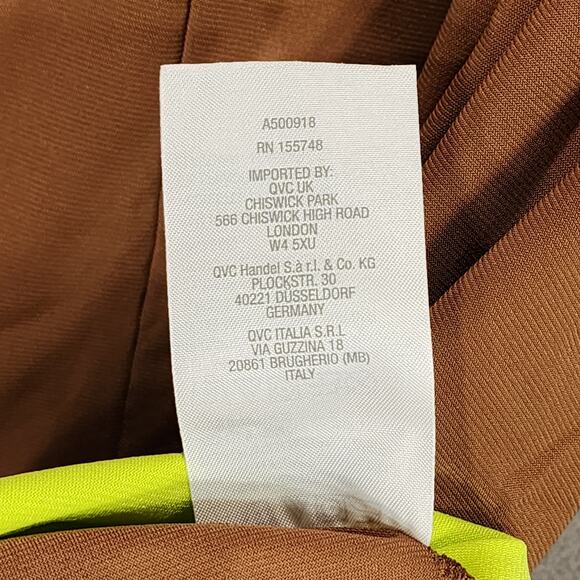 A500918
RN 155748
IMPORTED BY:
QVC UK
CHISWICK PARK
566 CHISWICK HIGH ROAD
LONDON
W4 5XU
QVC Handel S.à r.l. & Co. KG
PLOCKSTR. 30
40221 DÜSSELDORF
GERMANY
QVC ITALIA S.R.L
VIA GUZZINA 18
20861 BRUGHERIO (MB)
ITALY